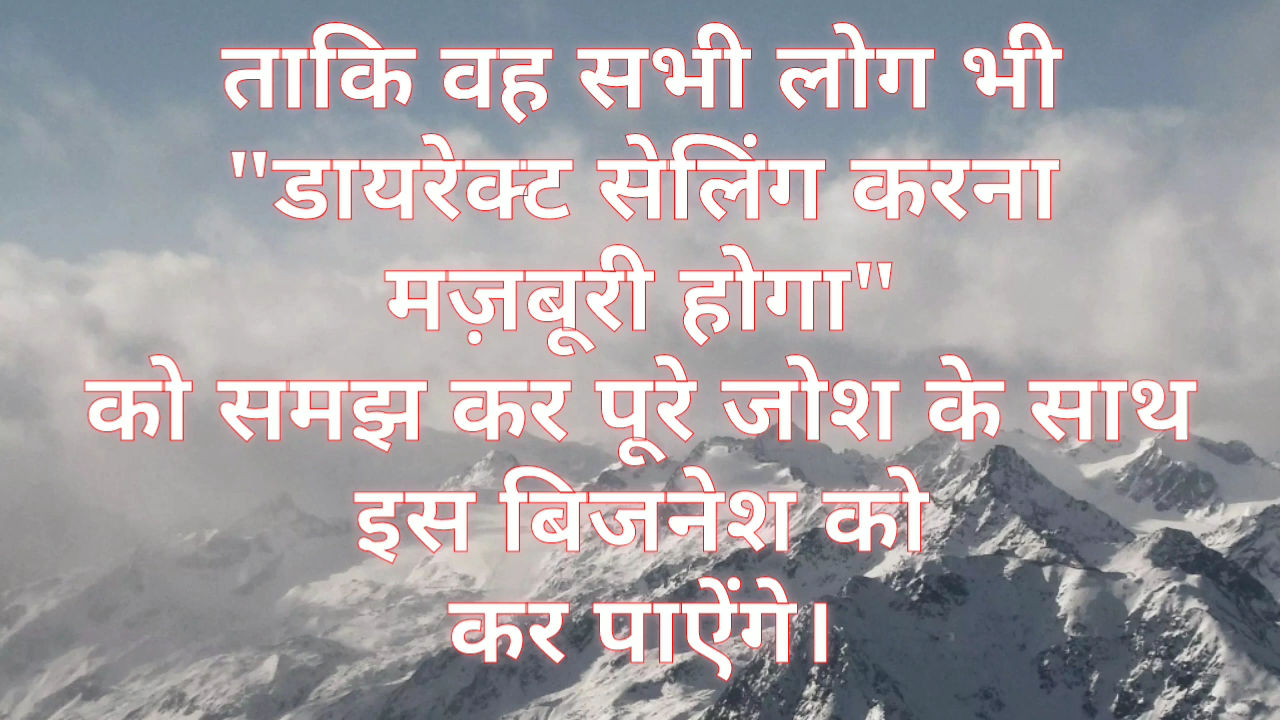 ताकि वह सभी लोग भी
"डायरेक्ट सेलिंग करना
मज़बूरी होगा"
को समझ कर पूरे जोश के साथ
इस बिजनेश को
कर पाऐंगे।